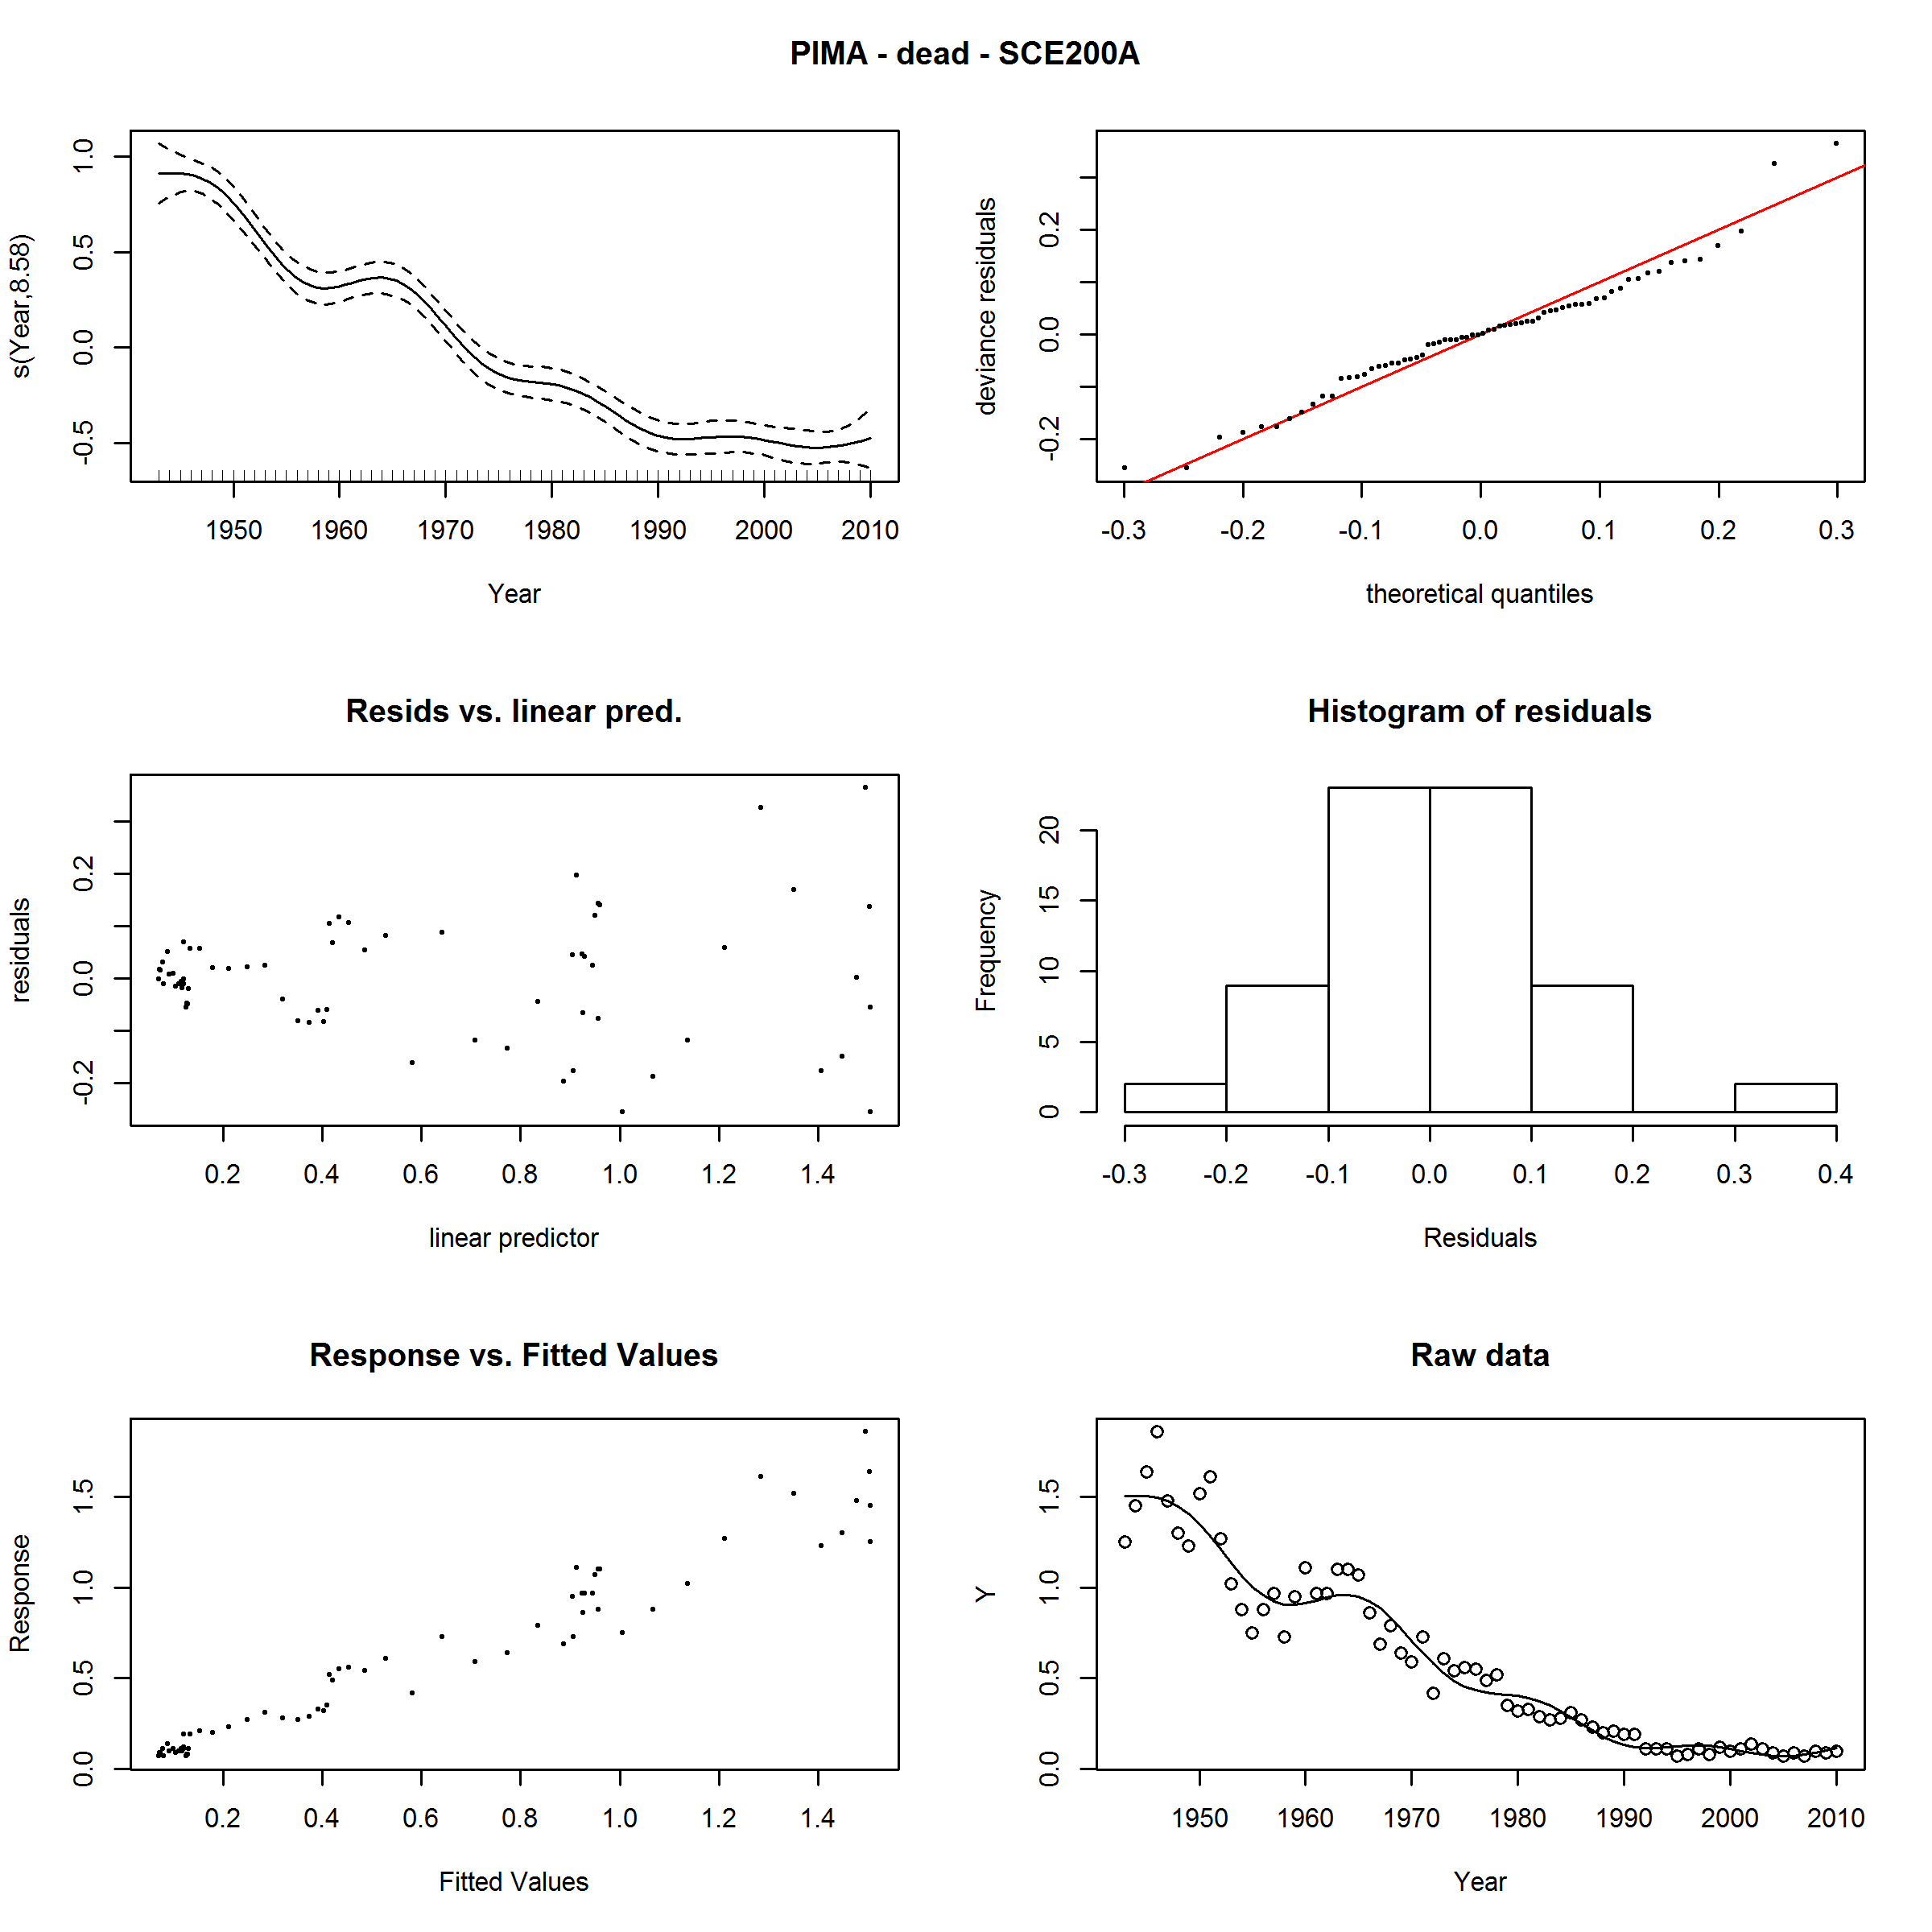 PIMA - dead - SCE200A
s(Year,8.58)
-0.5 0.0 0.5 1.0
1950 1960 1970 1980 1990 2000 2010
Year
deviance residuals
-0.2 0.0 0.2
-0.3 -0.2 -0.1 0.0 0.1 0.2 0.3
theoretical quantiles
Resids vs. linear pred.
residuals
-0.2 0.0 0.2
0.2 0.4 0.6 0.8 1.0 1.2 1.4
linear predictor
Histogram of residuals
Frequency
0 5 10 15 20
-0.3 -0.2 -0.1 0.0 0.1 0.2 0.3 0.4
Residuals
Response vs. Fitted Values
Response
0.0 0.5 1.0 1.5
0.2 0.4 0.6 0.8 1.0 1.2 1.4
Fitted Values
Raw data
Y
0.0 0.5 1.0 1.5
1950 1960 1970 1980 1990 2000 2010
Year